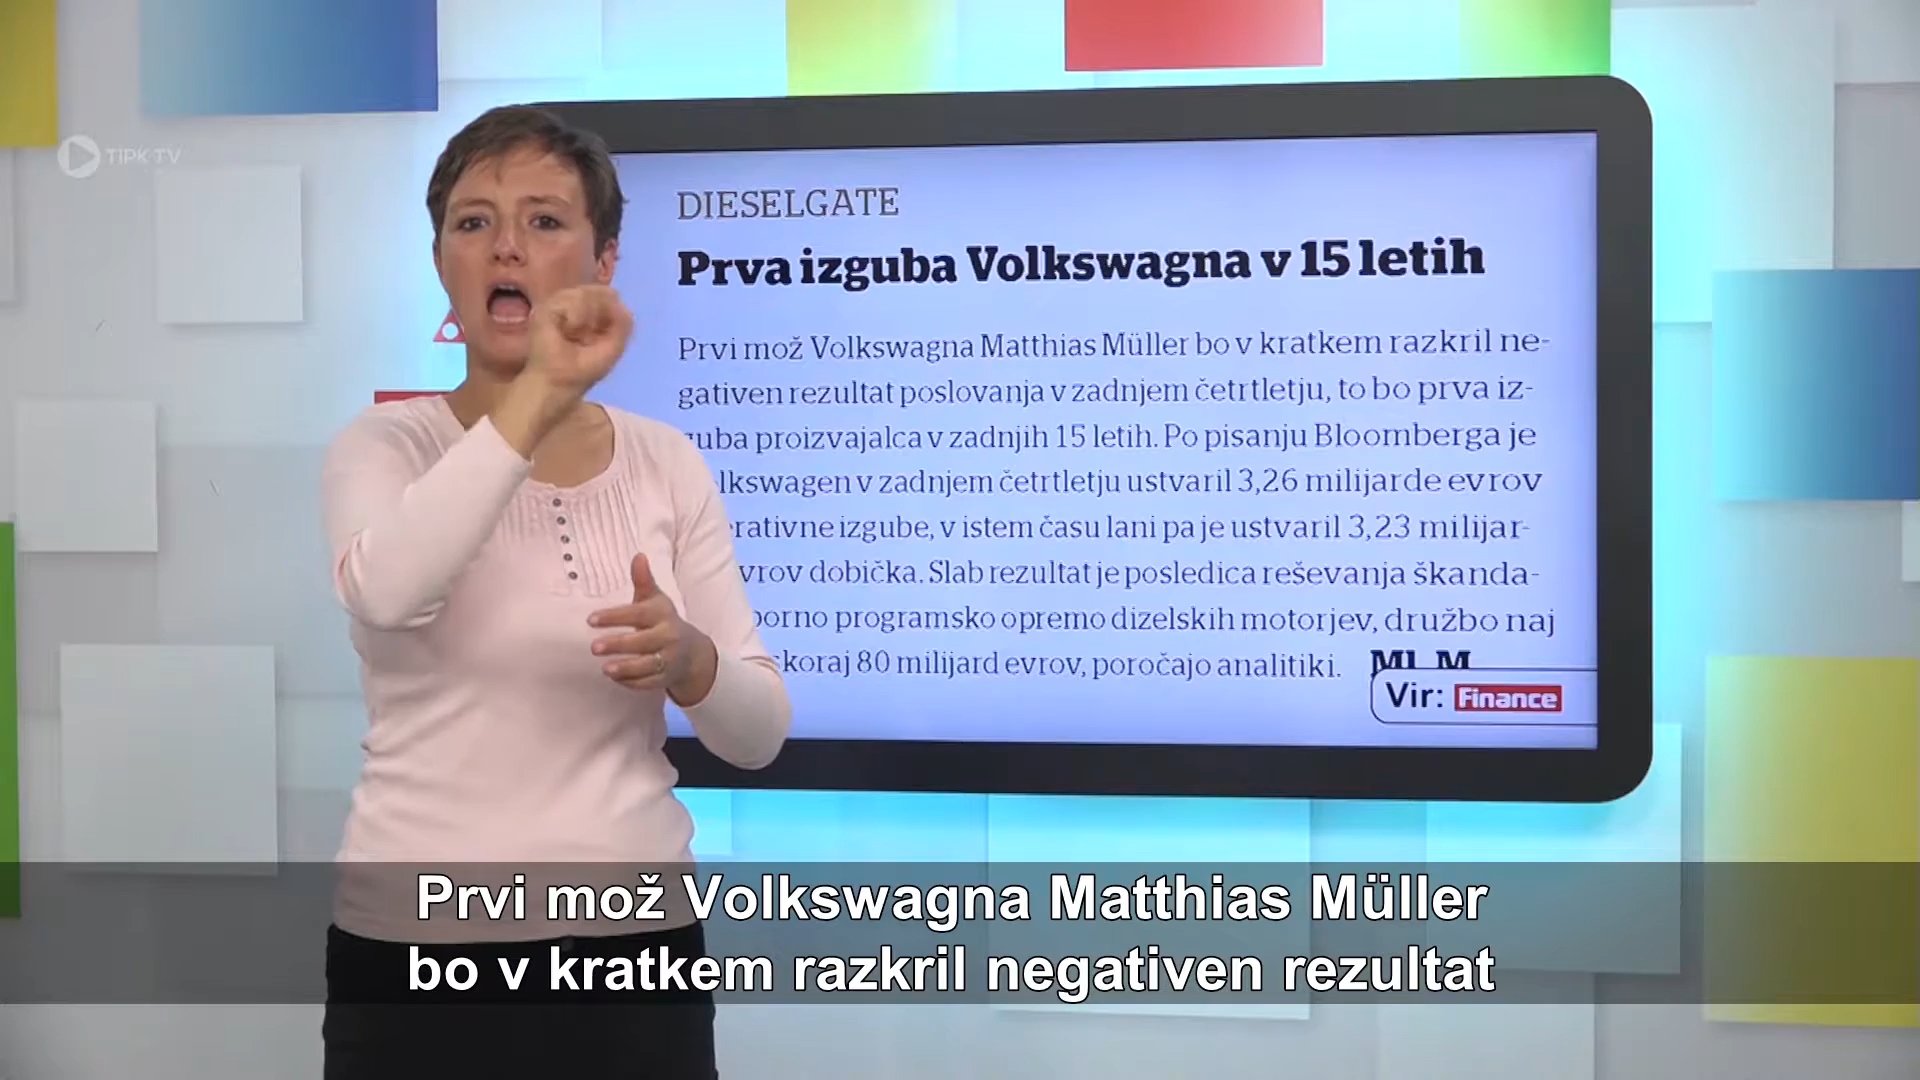 TIPK TV
DIESELGATE
Prva izguba Volkswagna v 15 letih
Prvi mož Volkswagna Matthias Müller bo v kratkem razkril ne-
gativen rezultat poslovanja v zadnjem četrtletju, to bo prva iz-
guba proizvajalca v zadnjih 15 letih. Po pisanju Bloomberga je
lkswagen v zadnjem četrtletju ustvaril 3,26 milijarde evrov
erativne izgube, v istem času lani pa je ustvaril 3,23 milijar-
vrov dobička. Slab rezultat je posledica reševanja škanda-
porno programsko opremo dizelskih motorjev, družbo naj
skoraj 80 milijard evrov, poročajo analitiki. ML M
Vir: Finance
Prvi mož Volkswagna Matthias Müller
bo v kratkem razkril negativen rezultat